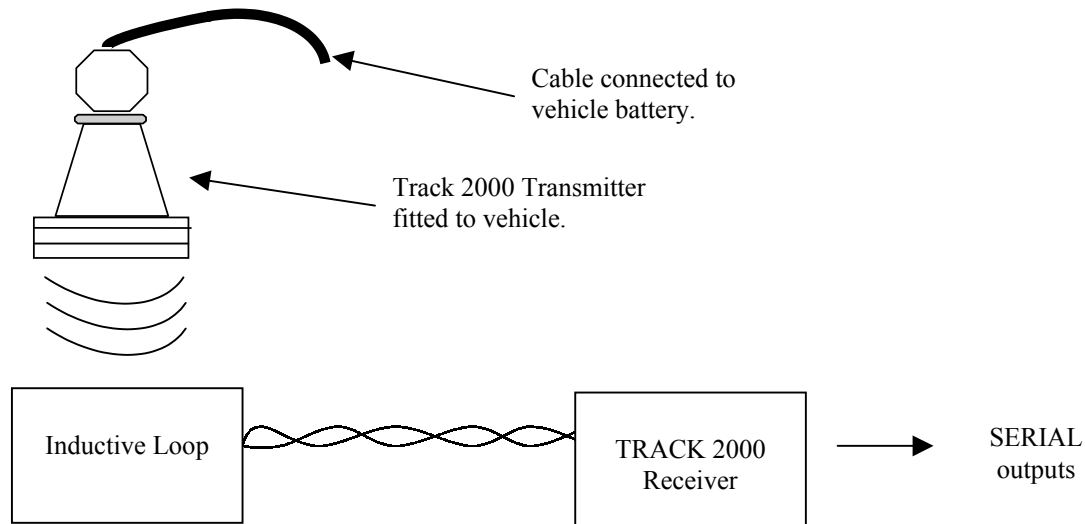 Cable connected to
vehicle battery.
Track 2000 Transmitter
fitted to vehicle.
Inductive Loop
TRACK 2000
Receiver
SERIAL
outputs